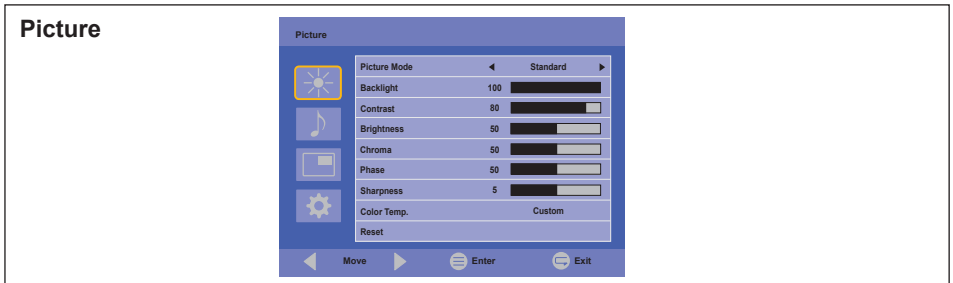 Picture
Picture
Picture Mode Standard
Backlight 100
Contrast 80
Brightness 50
Chroma 50
Phase 50
Sharpness 5
Color Temp. Custom
Reset
Move Enter Exit